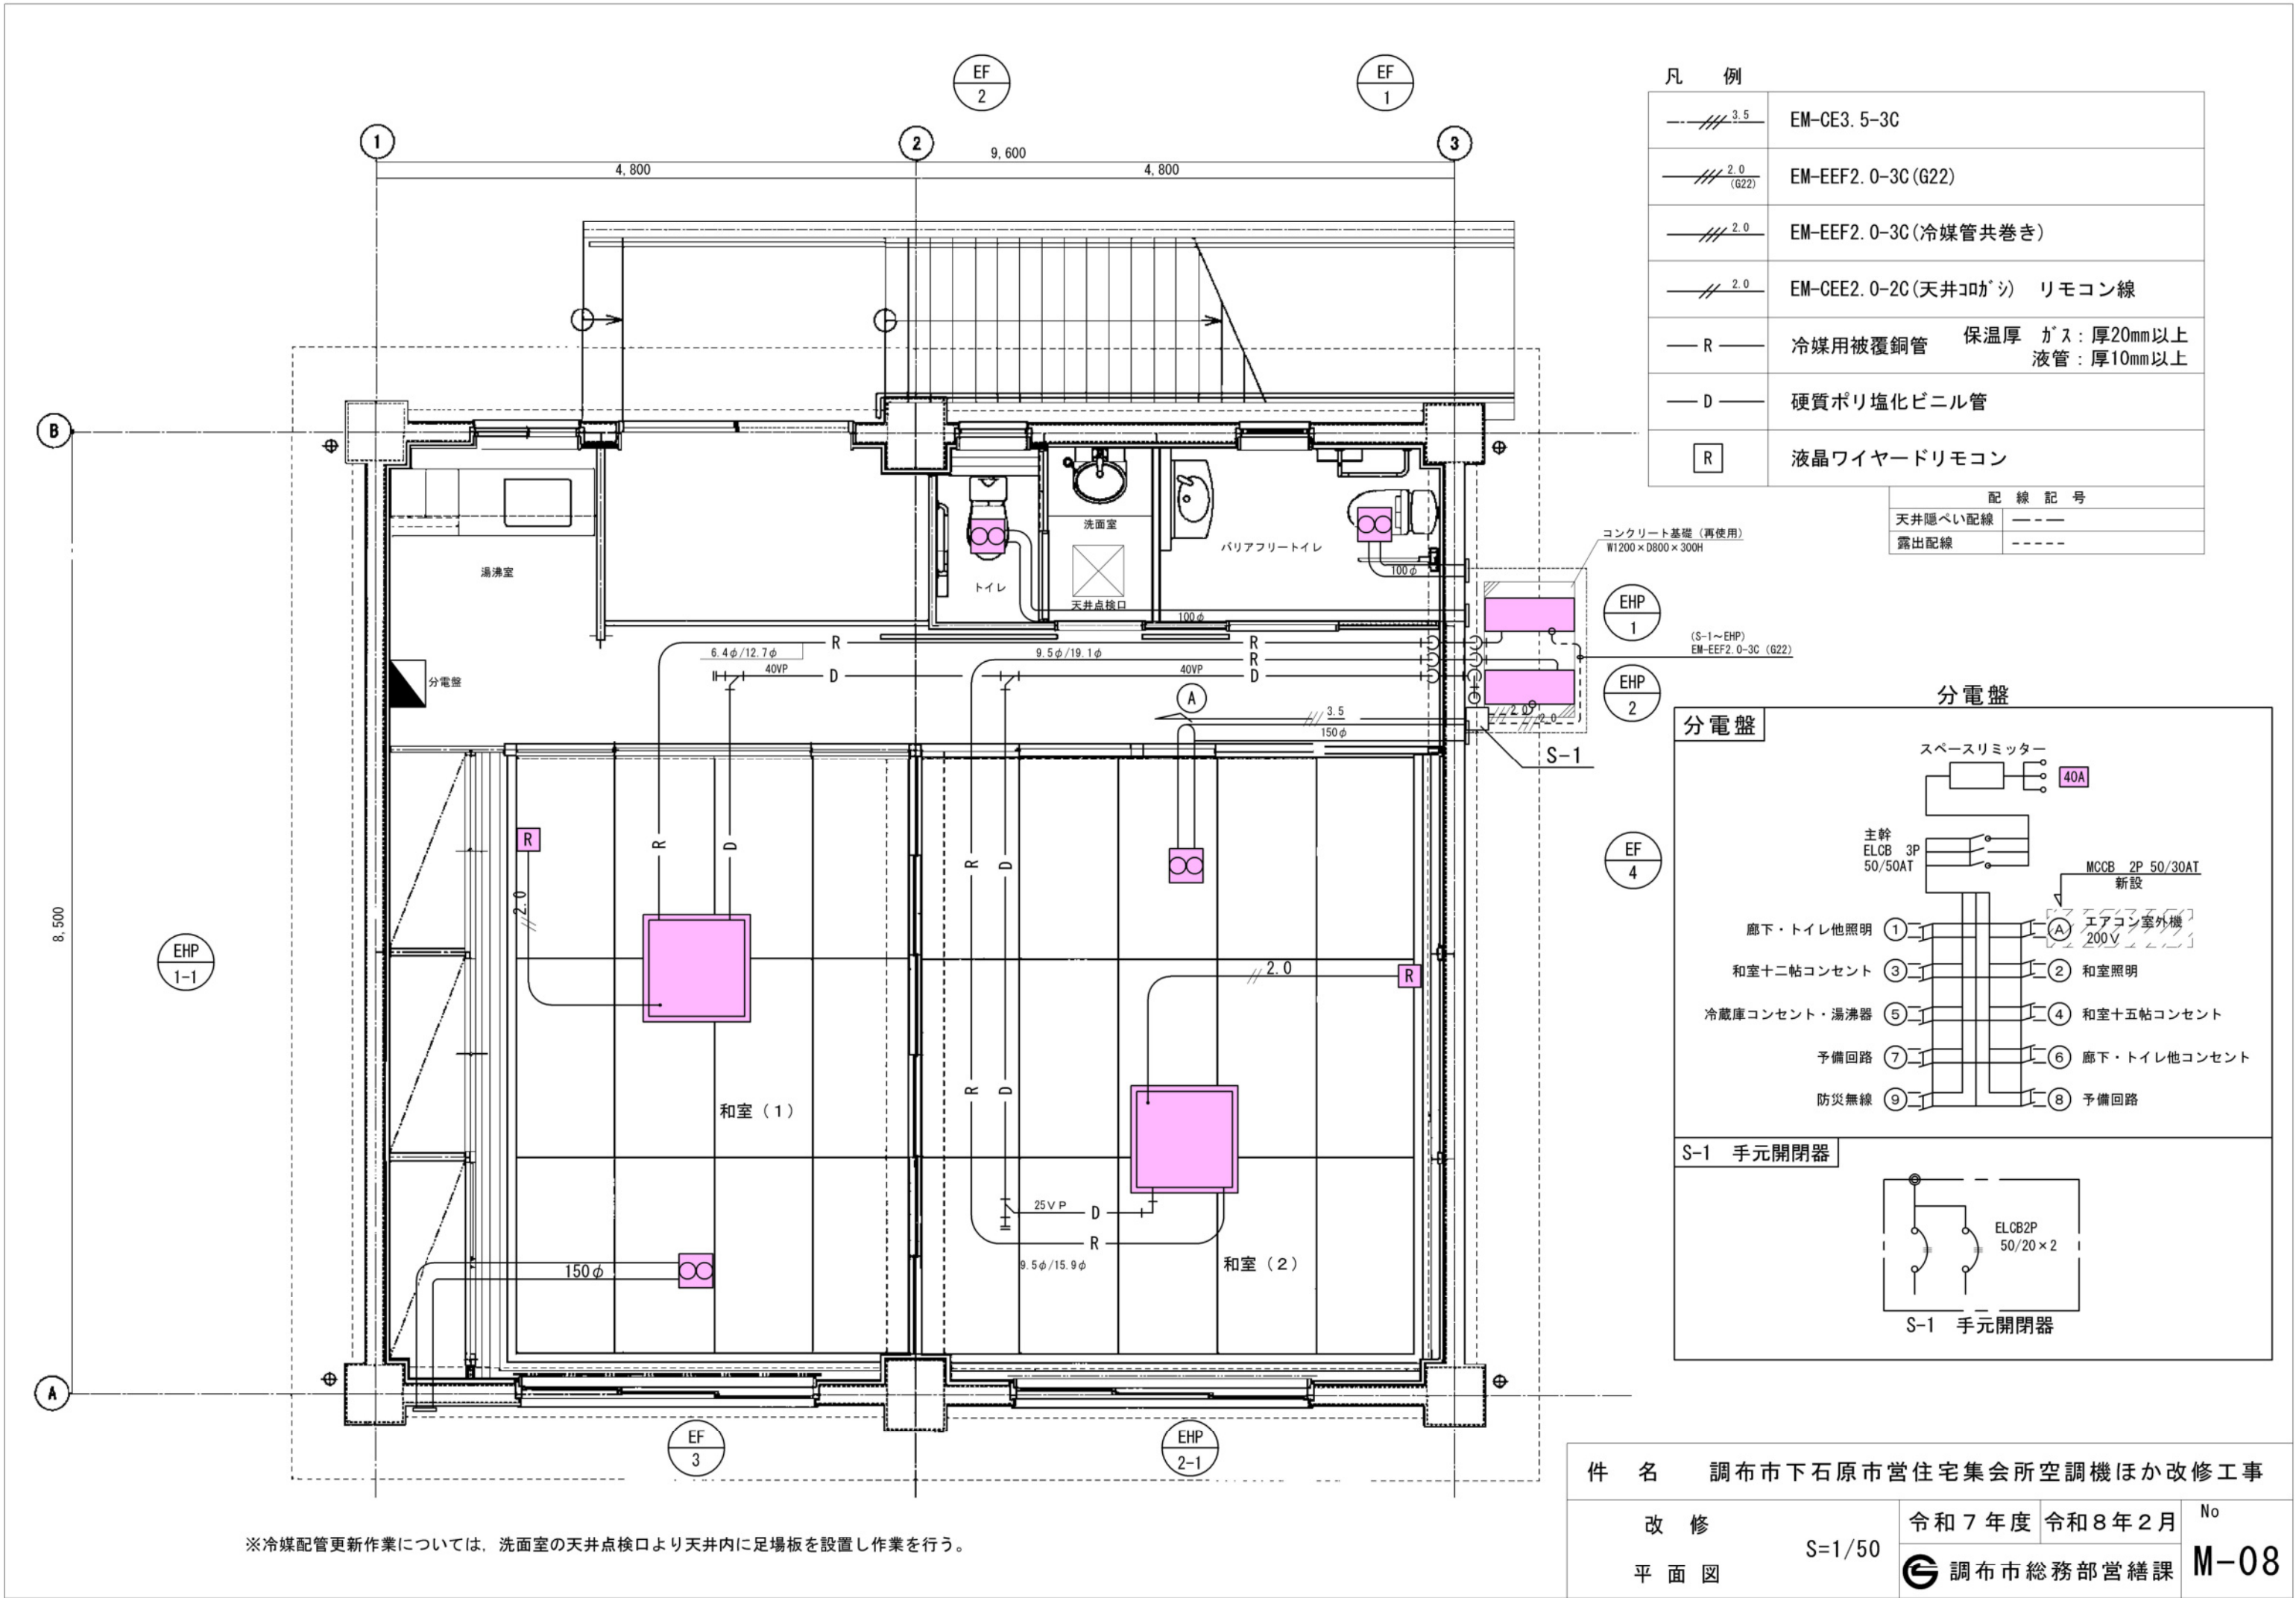 EF
2
EF
1
1
2
3
9,600
4,800
4,800
凡 例
3.5
EM-CE3.5-3C
2.0
(G22)
EM-EEF2.0-3C(G22)
2.0
EM-EEF2.0-3C(冷媒管共巻き)
2.0
EM-CEE2.0-2C(天井ｺﾛｶﾞｼ) リモコン線
R
冷媒用被覆銅管 保温厚 ｶﾞｽ：厚20mm以上
液管：厚10mm以上
D
硬質ポリ塩化ビニル管
R
液晶ワイヤードリモコン
配 線 記 号
天井隠ぺい配線
露出配線
B
A
8,500
湯沸室
トイレ
洗面室
天井点検口
バリアフリートイレ
100φ
100φ
コンクリート基礎（再使用）
W1200×D800×300H
EHP
1
(S-1～EHP)
EM-EEF2.0-3C (G22)
EHP
2
分電盤
6.4φ/12.7φ
R
9.5φ/19.1φ
R
R
40VP
D
40VP
D
A
3.5
150φ
2.0
2.0
S-1
R
2.0
R
D
R
D
EF
4
EHP
1-1
2.0
R
R
D
和室（1）
150φ
25VP
D
R
9.5φ/15.9φ
和室（2）
EF
3
EHP
2-1
分電盤
分電盤
スペースリミッター
40A
主幹
ELCB 3P
50/50AT
MCCB 2P 50/30AT
新設
廊下・トイレ他照明 1
A エアコン室外機
200V
和室十二帖コンセント 3
2 和室照明
冷蔵庫コンセント・湯沸器 5
4 和室十五帖コンセント
予備回路 7
6 廊下・トイレ他コンセント
防災無線 9
8 予備回路
S-1 手元開閉器
ELCB2P
50/20×2
S-1 手元開閉器
※冷媒配管更新作業については，洗面室の天井点検口より天井内に足場板を設置し作業を行う。
件 名 調布市下石原市営住宅集会所空調機ほか改修工事
改 修
平 面 図
S=1/50
令和７年度
令和８年２月
調布市総務部営繕課
No
M-08